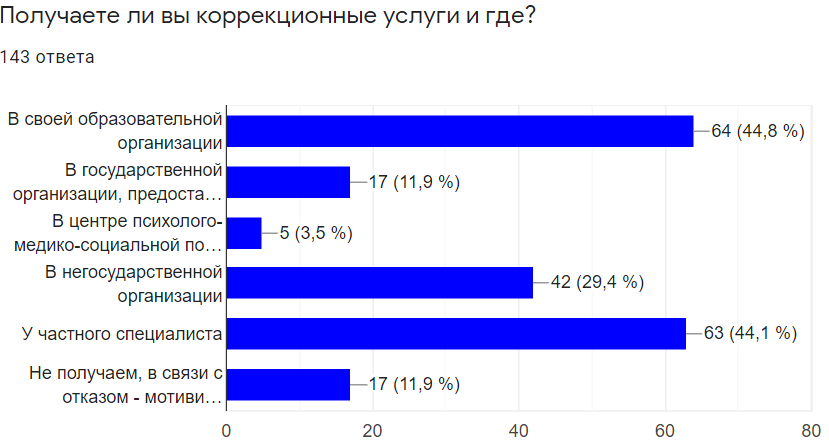 Получаете ли вы коррекционные услуги и где?
143 ответа
В своей образовательной
организации
64 (44,8 %)
В государственной
организации, предоста…
17 (11,9 %)
В центре психолого-
медико-социальной по…
5 (3,5 %)
В негосударственной
организации
42 (29,4 %)
У частного специалиста
63 (44,1 %)
Не получаем, в связи с
отказом - мотиви…
17 (11,9 %)
0 20 40 60 80